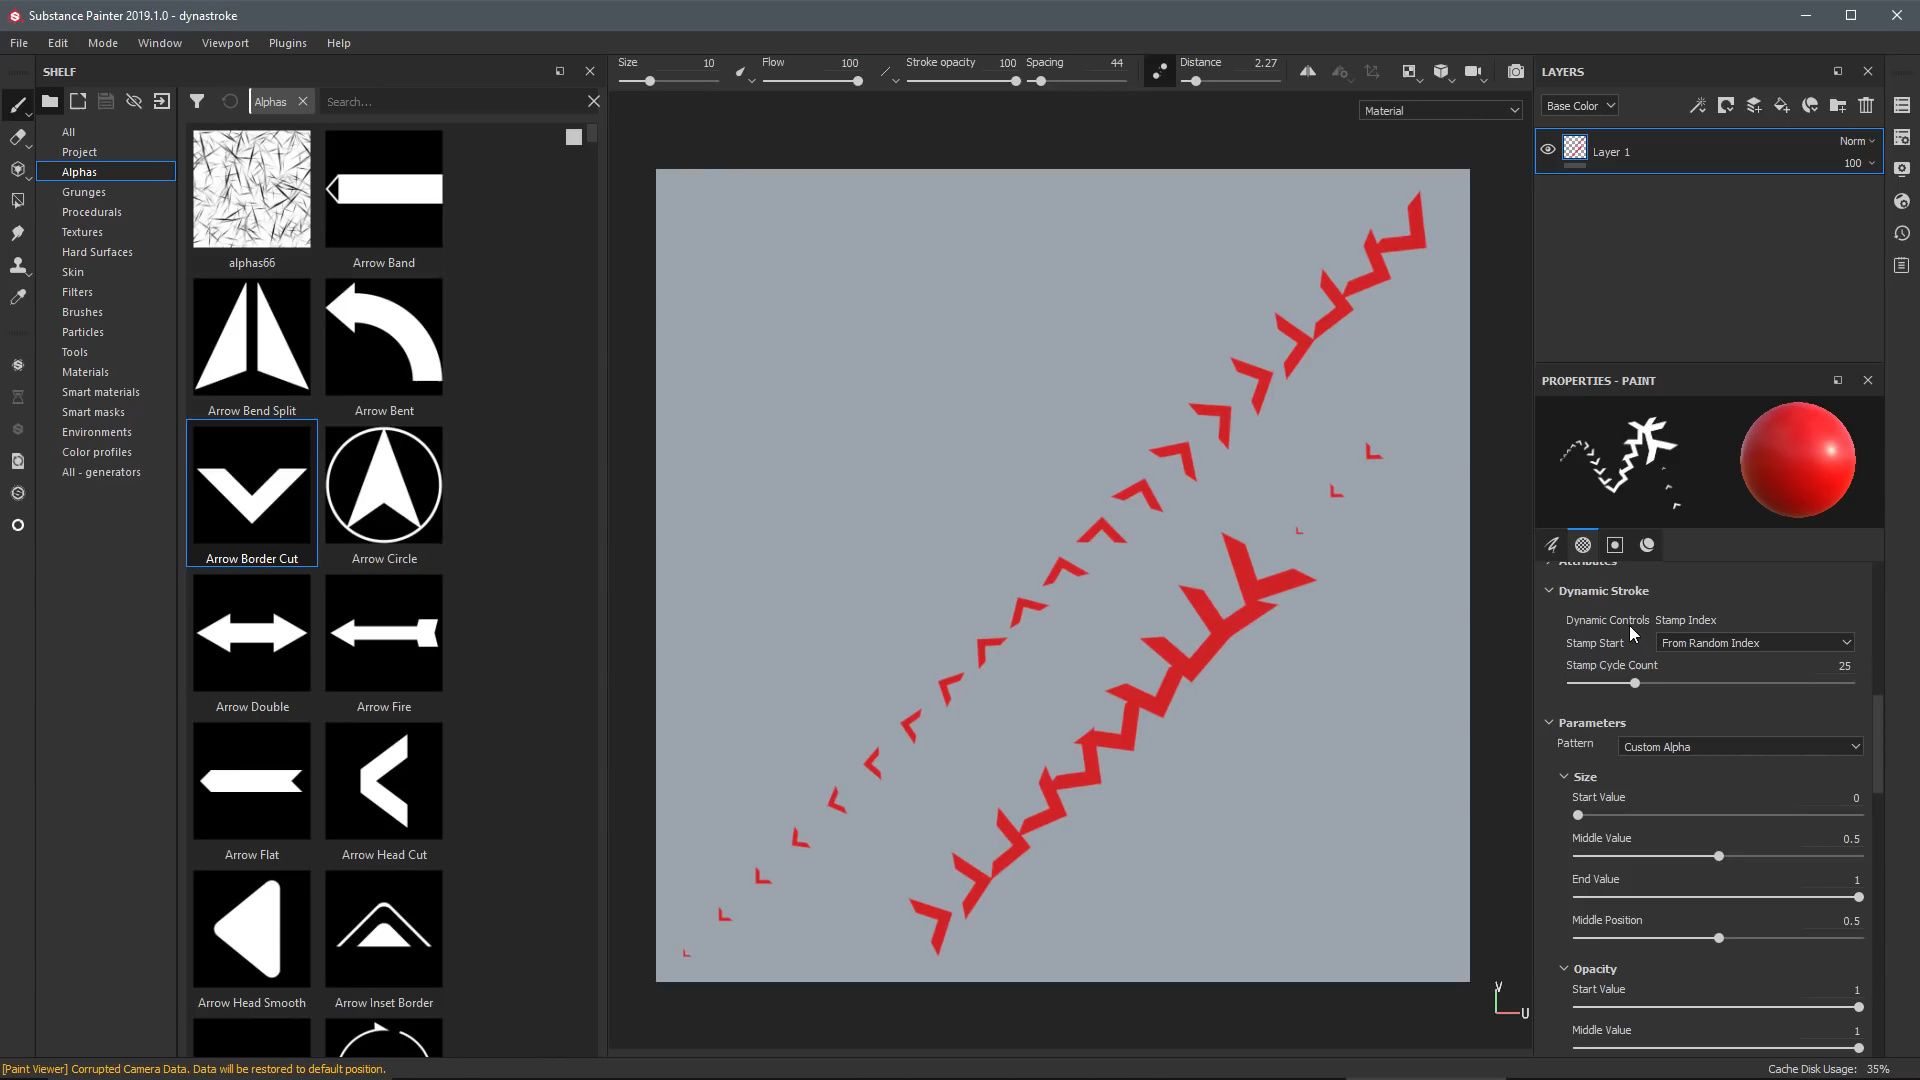 Substance Painter 2019.1.0 - dynastroke
File Edit Mode Window Viewport Plugins Help
SHELF
Size 10 Flow 100 Stroke opacity 100 Spacing 44 Distance 2.27
Alphas Search...
Material
All
Project
Alphas
Grunges
Procedurals
Textures
Hard Surfaces
Skin
Filters
Brushes
Particles
Tools
Materials
Smart materials
Smart masks
Environments
Color profiles
All - generators
alphas66
Arrow Band
Arrow Bend Split
Arrow Bent
Arrow Border Cut
Arrow Circle
Arrow Double
Arrow Fire
Arrow Flat
Arrow Head Cut
Arrow Head Smooth
Arrow Inset Border
V
U
LAYERS
Base Color
Layer 1
Norm
100
PROPERTIES - PAINT
Attributes
Dynamic Stroke
Dynamic Controls Stamp Index
Stamp Start From Random Index
Stamp Cycle Count 25
Parameters
Pattern Custom Alpha
Size
Start Value 0
Middle Value 0.5
End Value 1
Middle Position 0.5
Opacity
Start Value 1
Middle Value 1
[Paint Viewer] Corrupted Camera Data. Data will be restored to default position.
Cache Disk Usage: 35%